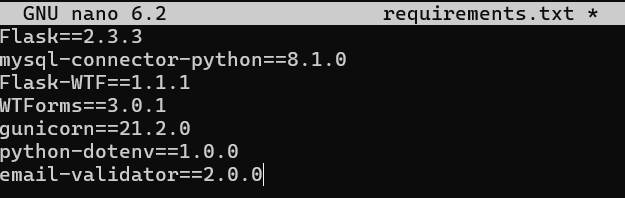 GNU nano 6.2 requirements.txt *
Flask==2.3.3
mysql-connector-python==8.1.0
Flask-WTF==1.1.1
WTForms==3.0.1
gunicorn==21.2.0
python-dotenv==1.0.0
email-validator==2.0.0